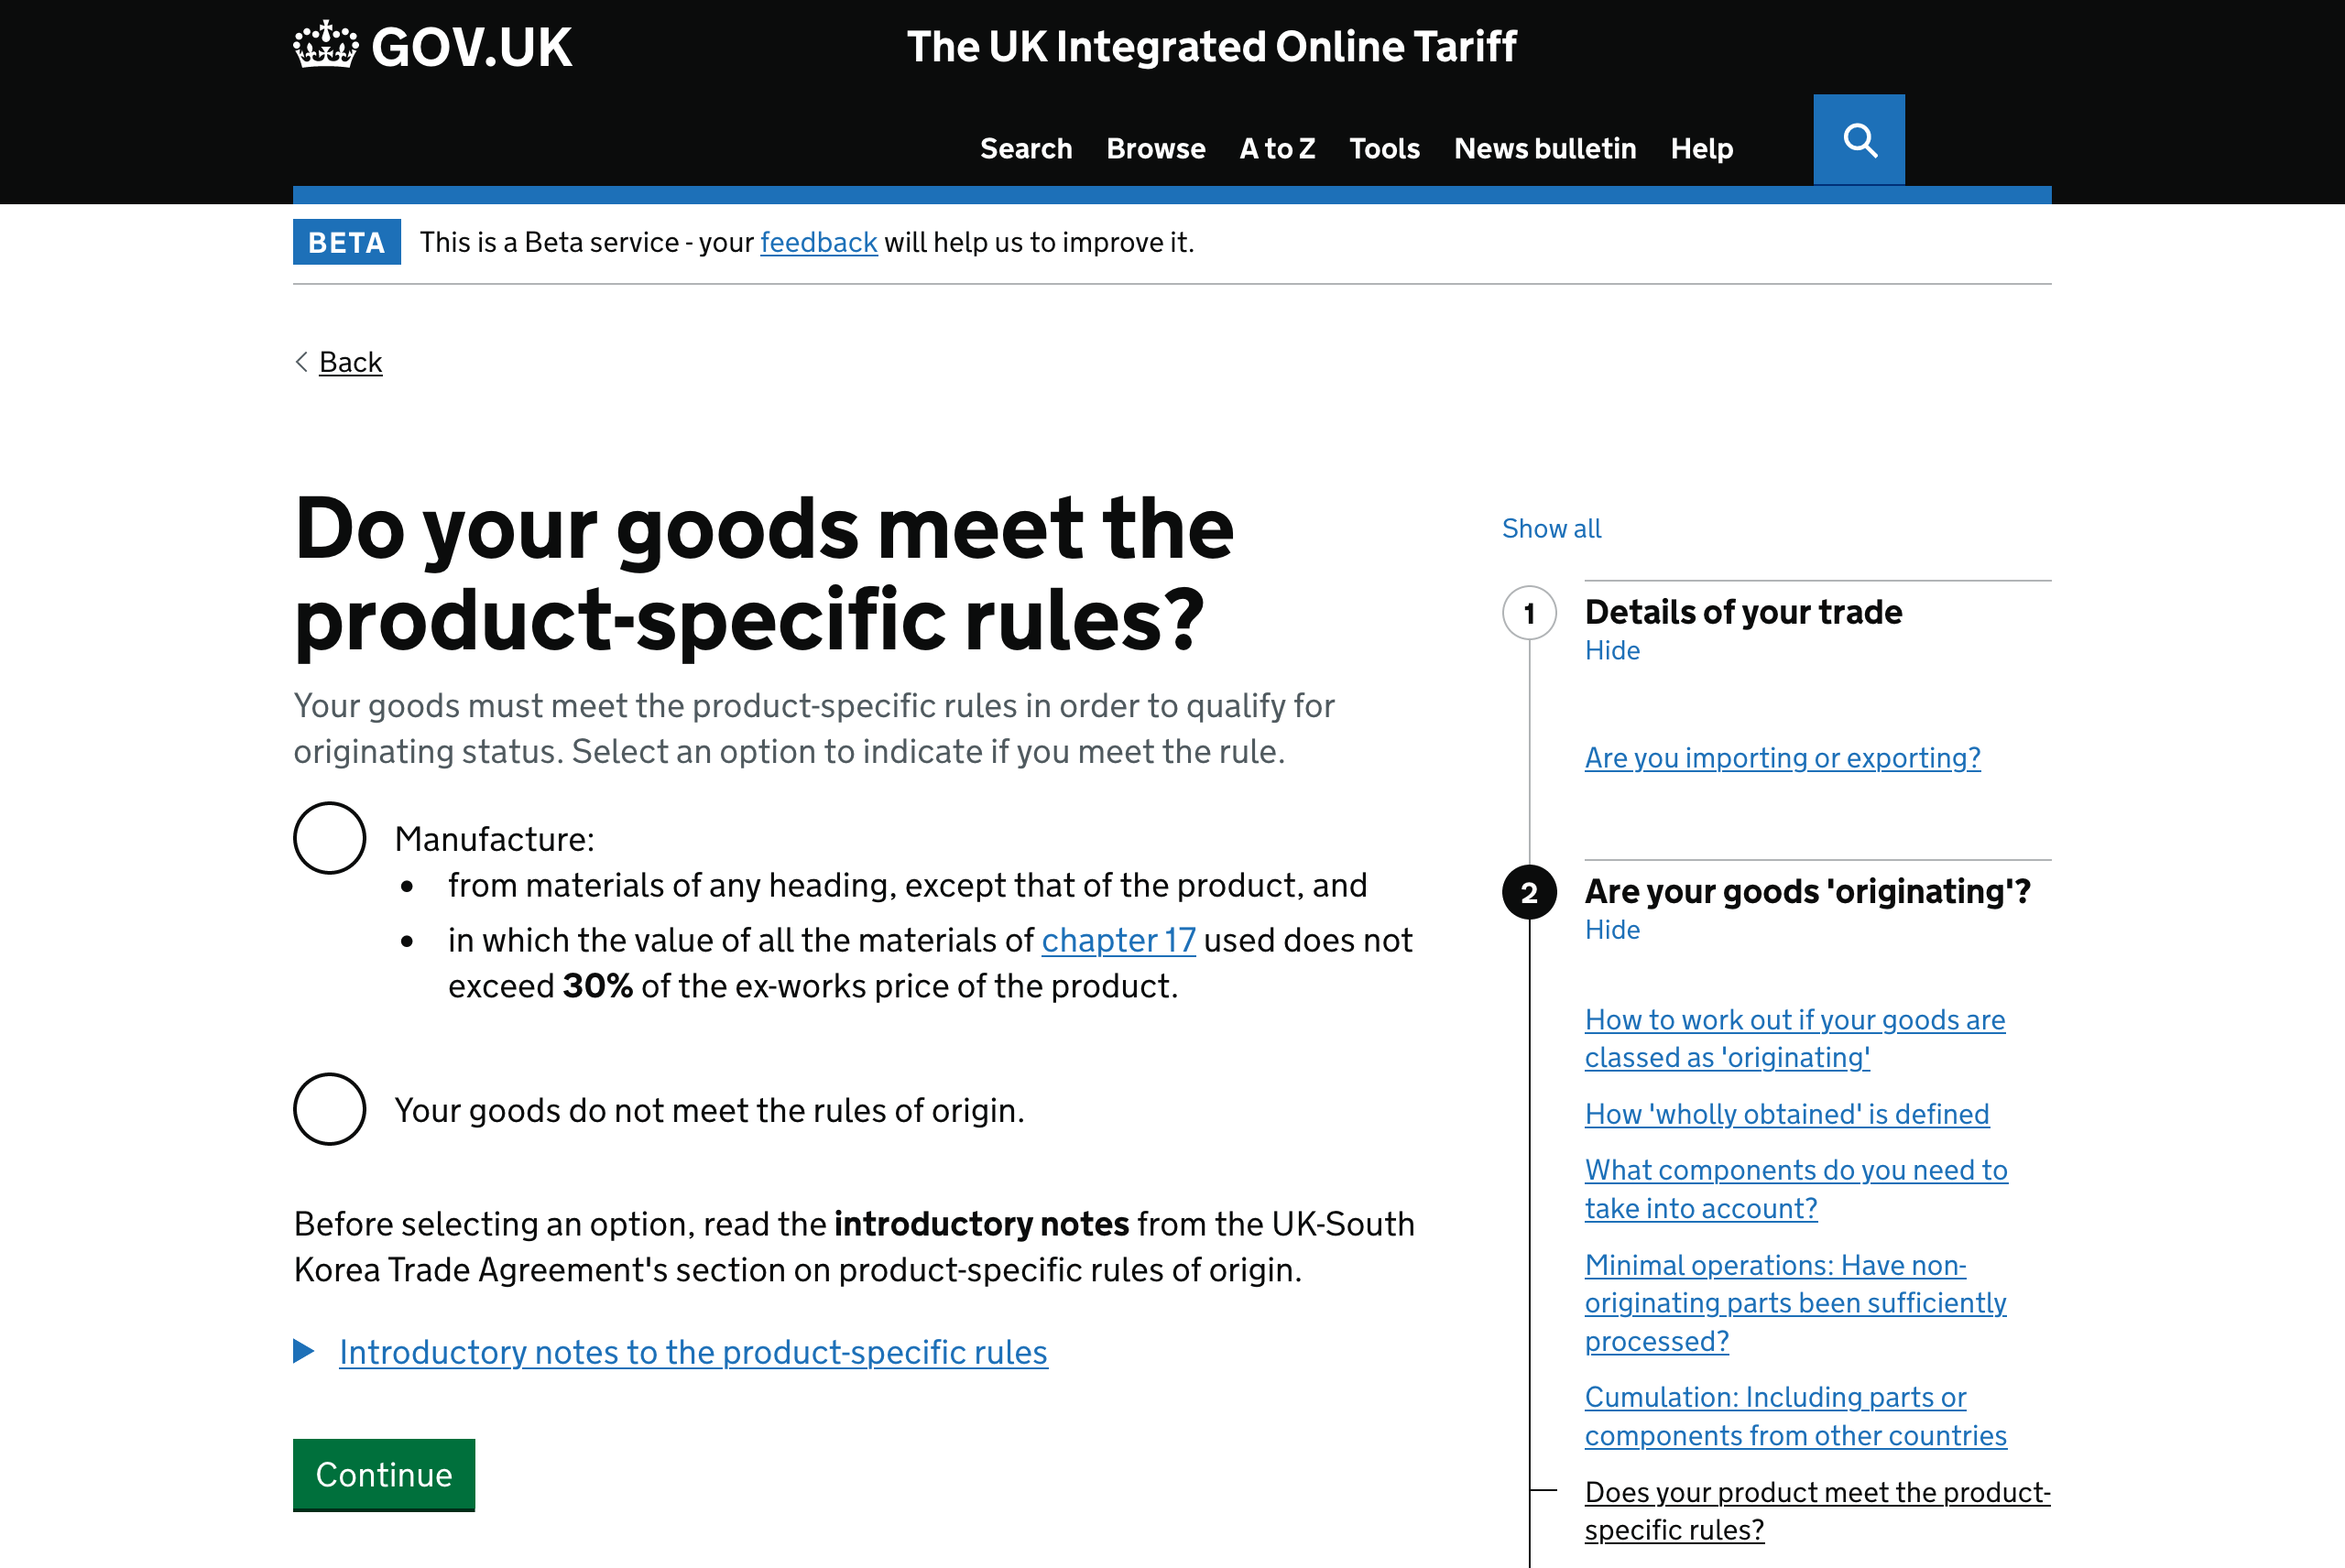 GOV.UK
The UK Integrated Online Tariff
Search Browse A to Z Tools News bulletin Help
BETA This is a Beta service - your feedback will help us to improve it.
Back
Do your goods meet the
product-specific rules?
Your goods must meet the product-specific rules in order to qualify for
originating status. Select an option to indicate if you meet the rule.
Manufacture:
• from materials of any heading, except that of the product, and
• in which the value of all the materials of chapter 17 used does not
exceed 30% of the ex-works price of the product.
Your goods do not meet the rules of origin.
Before selecting an option, read the introductory notes from the UK-South
Korea Trade Agreement's section on product-specific rules of origin.
Introductory notes to the product-specific rules
Continue
Show all
1 Details of your trade
Hide
Are you importing or exporting?
2 Are your goods 'originating'?
Hide
How to work out if your goods are
classed as 'originating'
How 'wholly obtained' is defined
What components do you need to
take into account?
Minimal operations: Have non-
originating parts been sufficiently
processed?
Cumulation: Including parts or
components from other countries
Does your product meet the product-
specific rules?